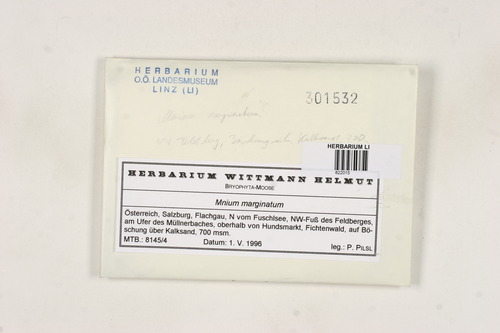 HERBARIUM
O.Ö. LANDESMUSEUM
LINZ (LI)
301532
Mnium marginatum
HERBARIUM LI
HERBARIUM WITTMANN HELMUT
BRYOPHYTA-MOOSE
Mnium marginatum
Österreich, Salzburg, Flachgau, N vom Fuschlsee, NW-Fuß des Feldberges,
am Ufer des Müllnerbaches, oberhalb von Hundsmarkt, Fichtenwald, auf Bö-
schung über Kalksand, 700 msm.
MTB.: 8145/4 Datum: 1. V. 1996 leg.: P. PILSL